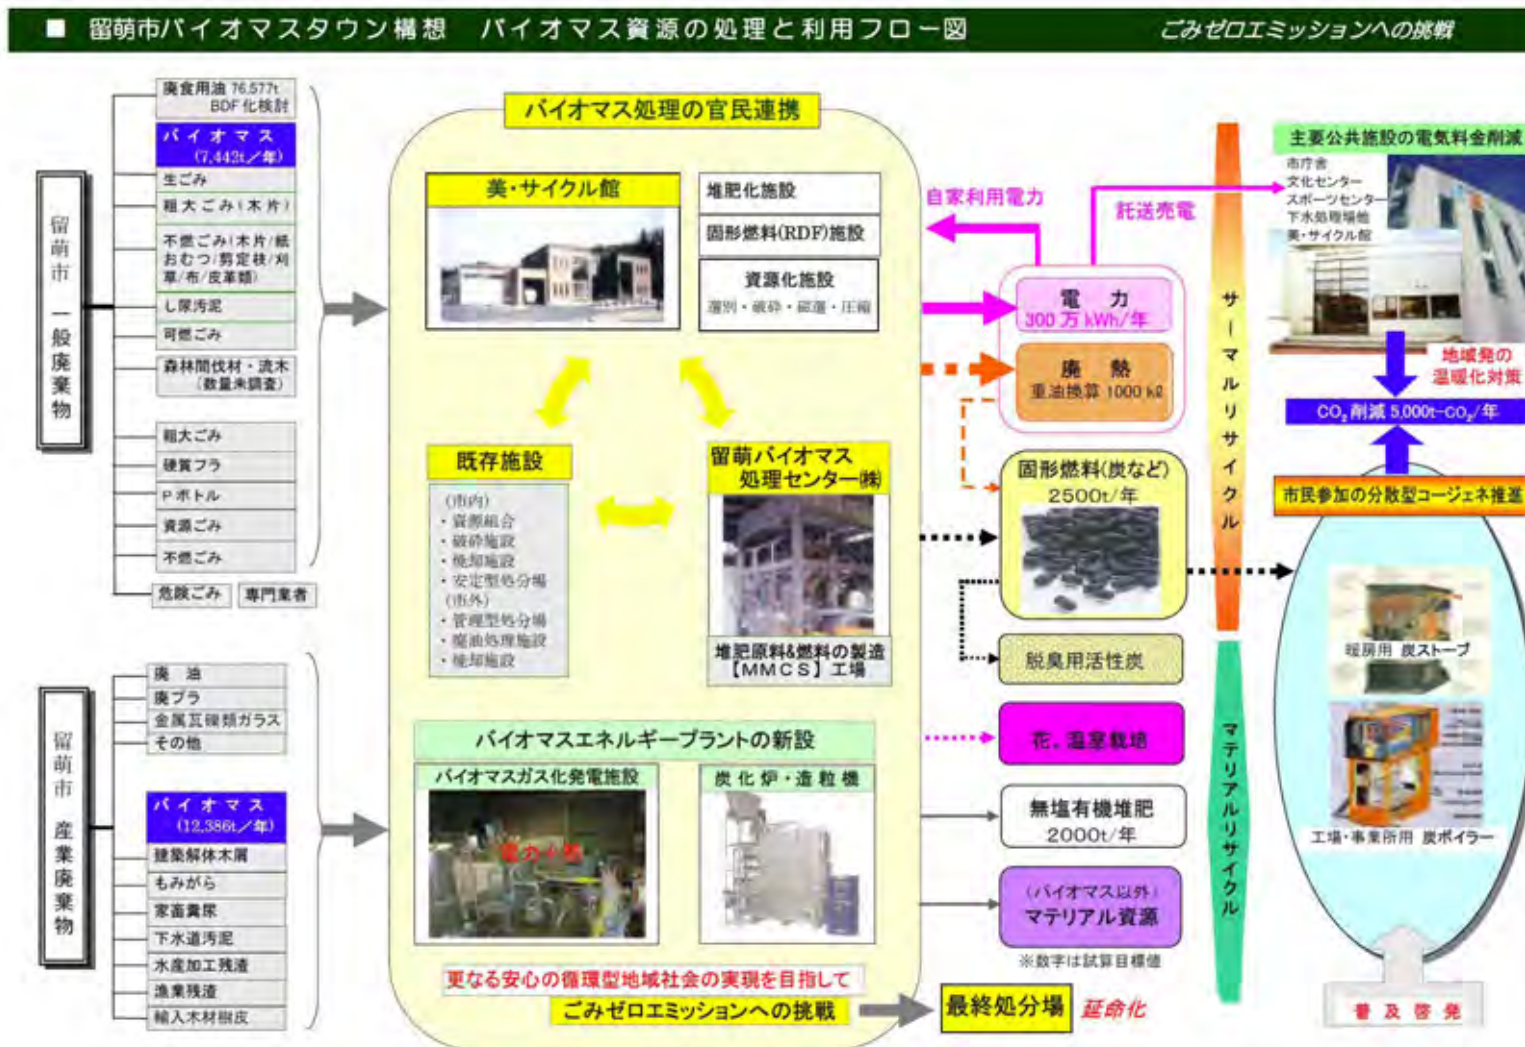 ■ 留萌市バイオマスタウン構想 バイオマス資源の処理と利用フロー図
ごみゼロエミッションへの挑戦
留萌市 一般廃棄物
廃食用油 76,577t
BDF化検討
バイオマス
(7,442t/年)
生ごみ
粗大ごみ(木片)
不燃ごみ(木片/紙
おむつ/剪定枝/刈
草/布/皮革類)
し尿汚泥
可燃ごみ
森林間伐材・流木
(数量未調査)
粗大ごみ
硬質プラ
Pボトル
資源ごみ
不燃ごみ
危険ごみ
専門業者
留萌市 産業廃棄物
廃 油
廃プラ
金属瓦礫類ガラス
その他
バイオマス
(12,386t/年)
建築解体木屑
もみがら
家畜糞尿
下水道汚泥
水産加工残渣
漁業残渣
輸入木材樹皮
バイオマス処理の官民連携
美・サイクル館
堆肥化施設
固形燃料(RDF)施設
資源化施設
選別・破砕・磁選・圧縮
既存施設
(市内)
・資源組合
・破砕施設
・焼却施設
・安定型処分場
(市外)
・管理型処分場
・廃油処理施設
・焼却施設
留萌バイオマス
処理センター㈱
堆肥原料&燃料の製造
【MMCS】工場
バイオマスエネルギープラントの新設
バイオマスガス化発電施設
電力+熱
炭化炉・造粒機
更なる安心の循環型地域社会の実現を目指して
ごみゼロエミッションへの挑戦
最終処分場
延命化
自家利用電力
託送売電
電 力
300万kWh/年
廃 熱
重油換算 1000 kℓ
固形燃料(炭など)
2500t/年
脱臭用活性炭
花、温室栽培
無塩有機堆肥
2000t/年
(バイオマス以外)
マテリアル資源
※数字は試算目標値
サーマルリサイクル
マテリアルリサイクル
主要公共施設の電気料金削減
市庁舎
文化センター
スポーツセンター
下水処理場他
美・サイクル館
地域発の
温暖化対策
CO₂削減 5,000t-CO₂/年
市民参加の分散型コージェネ推進
暖房用 炭ストーブ
工場・事業所用 炭ボイラー
普及啓発